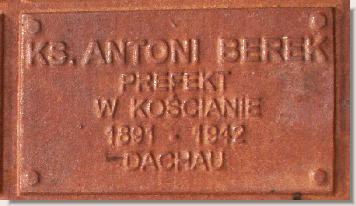 KS. ANTONI BEREK
PREFEKT
W KOŚCIANIE
1891 · 1942
DACHAU